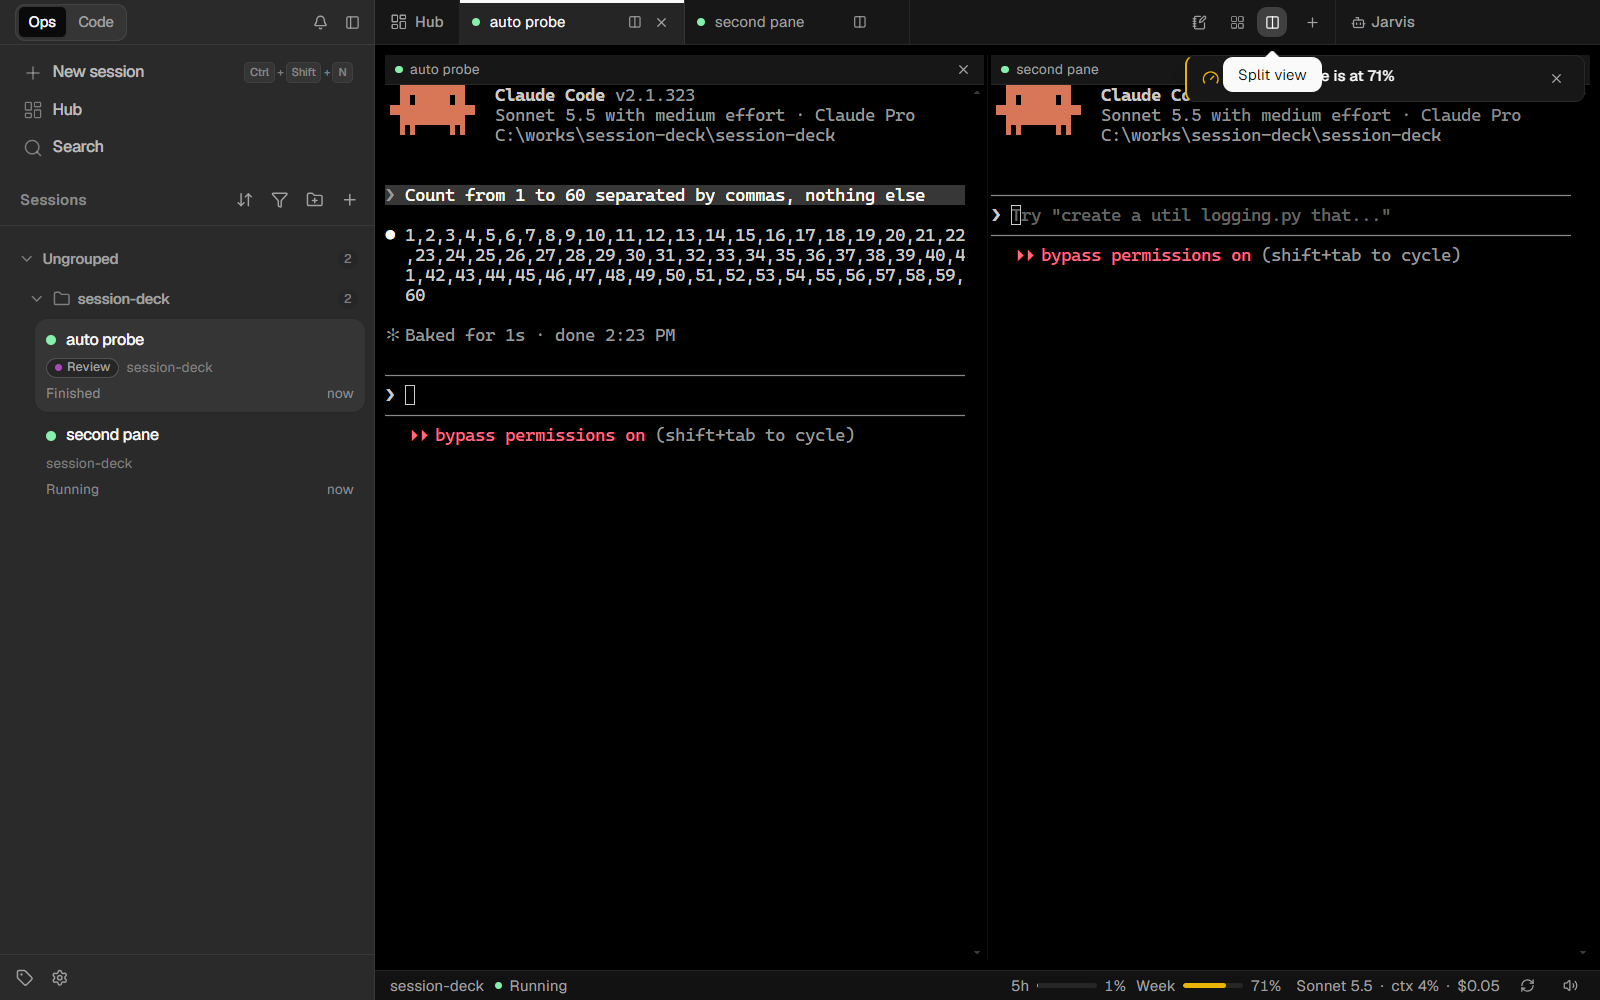 Ops Code
New session Ctrl + Shift + N
Hub
Search
Sessions
Ungrouped 2
session-deck 2
auto probe
Review session-deck
Finished now
second pane
session-deck
Running now
Hub auto probe second pane Jarvis
auto probe
Claude Code v2.1.323
Sonnet 5.5 with medium effort · Claude Pro
C:\works\session-deck\session-deck
❯ Count from 1 to 60 separated by commas, nothing else
● 1,2,3,4,5,6,7,8,9,10,11,12,13,14,15,16,17,18,19,20,21,22
,23,24,25,26,27,28,29,30,31,32,33,34,35,36,37,38,39,40,4
1,42,43,44,45,46,47,48,49,50,51,52,53,54,55,56,57,58,59,
60
✻ Baked for 1s · done 2:23 PM
❯
⏵⏵ bypass permissions on (shift+tab to cycle)
second pane
Split view
is at 71%
Claude
Sonnet 5.5 with medium effort · Claude Pro
C:\works\session-deck\session-deck
❯ Try "create a util logging.py that..."
⏵⏵ bypass permissions on (shift+tab to cycle)
session-deck Running 5h 1% Week 71% Sonnet 5.5 · ctx 4% · $0.05